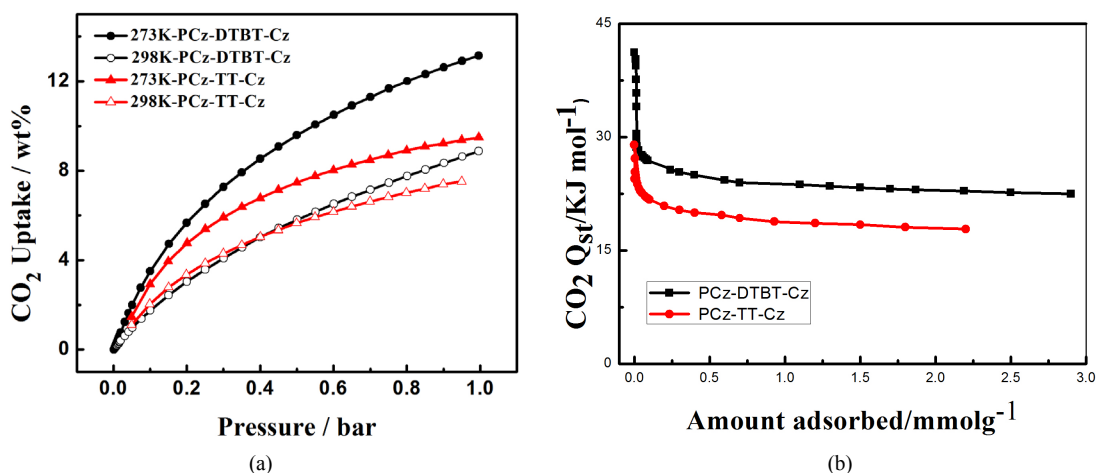 273K-PCz-DTBT-Cz
298K-PCz-DTBT-Cz
273K-PCz-TT-Cz
298K-PCz-TT-Cz
CO2 Uptake / wt%
12
8
4
0
0.0 0.2 0.4 0.6 0.8 1.0
Pressure / bar
(a)
CO2 Qst/KJ mol-1)
45
30
15
0
PCz-DTBT-Cz
PCz-TT-Cz
0.0 0.5 1.0 1.5 2.0 2.5 3.0
Amount adsorbed/mmolg-1
(b)